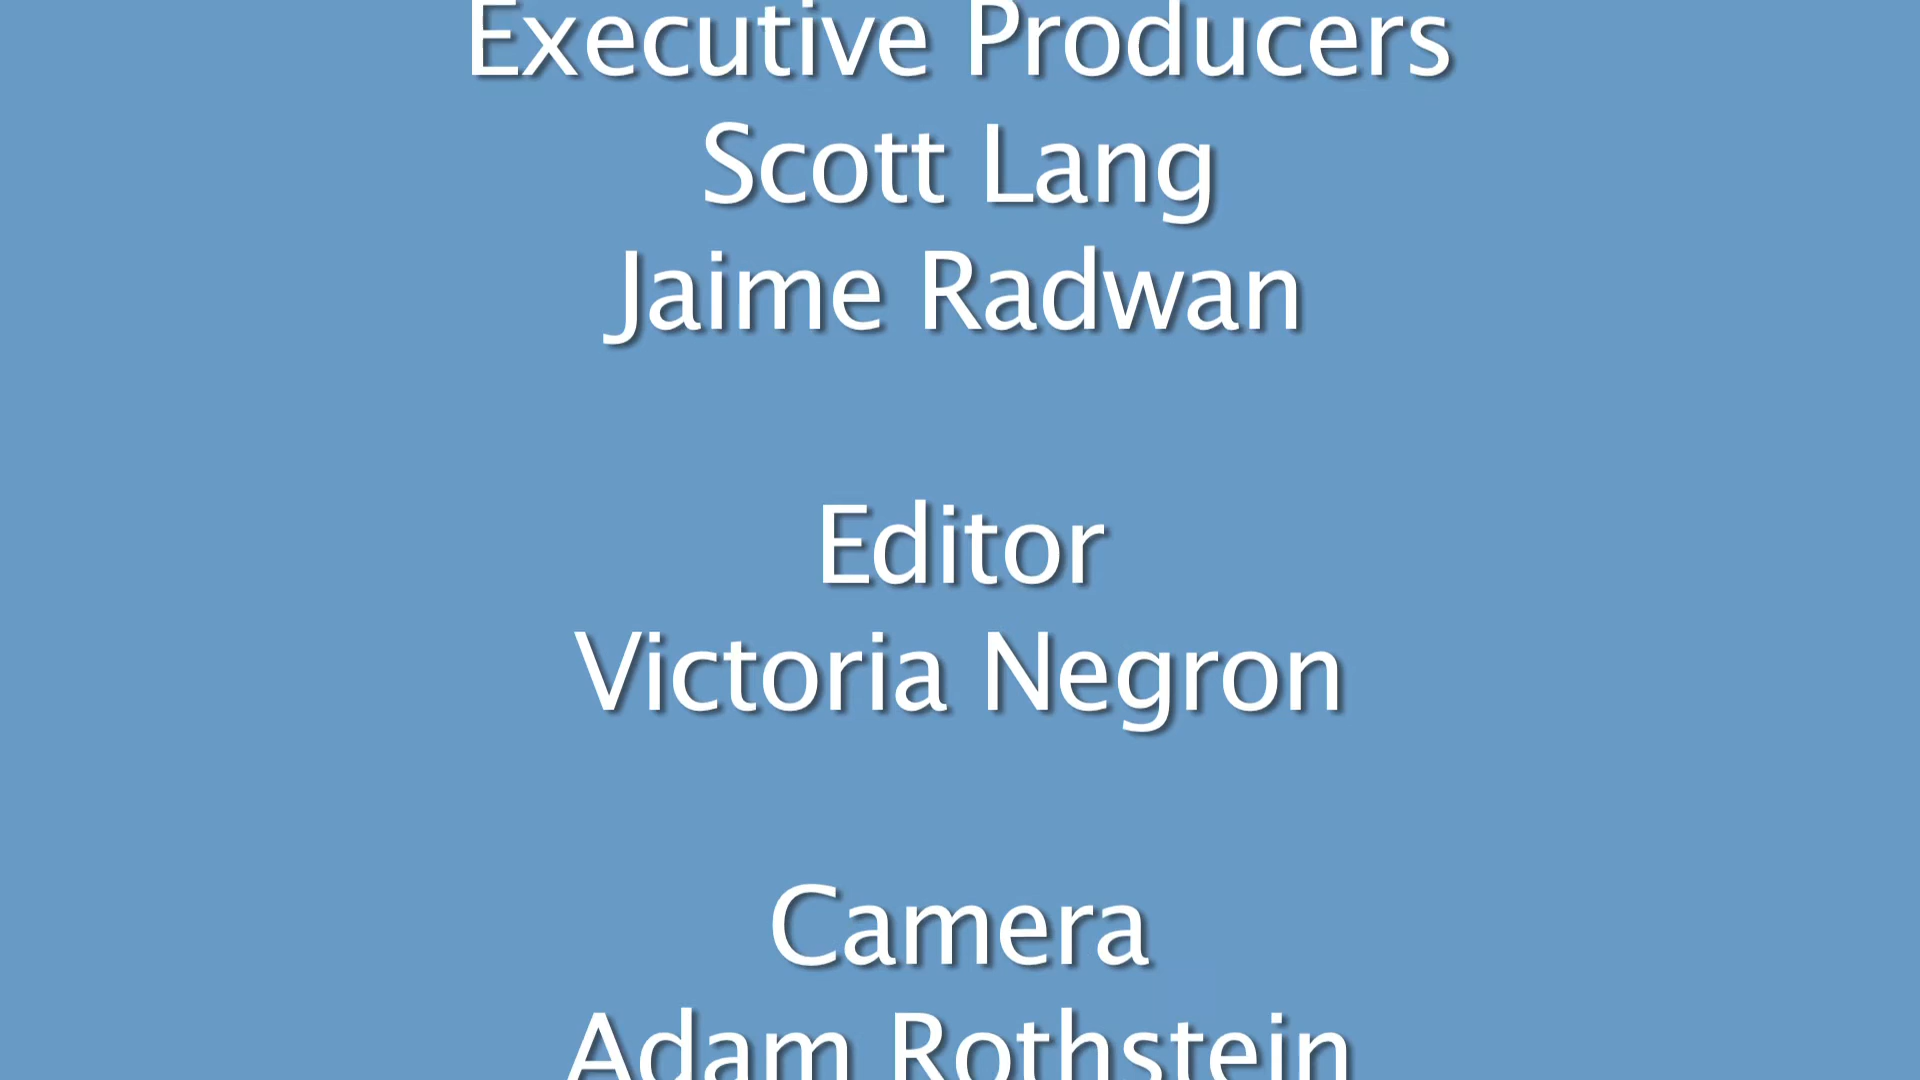 Executive Producers
Scott Lang
Jaime Radwan
Editor
Victoria Negron
Camera
Adam Rothstein